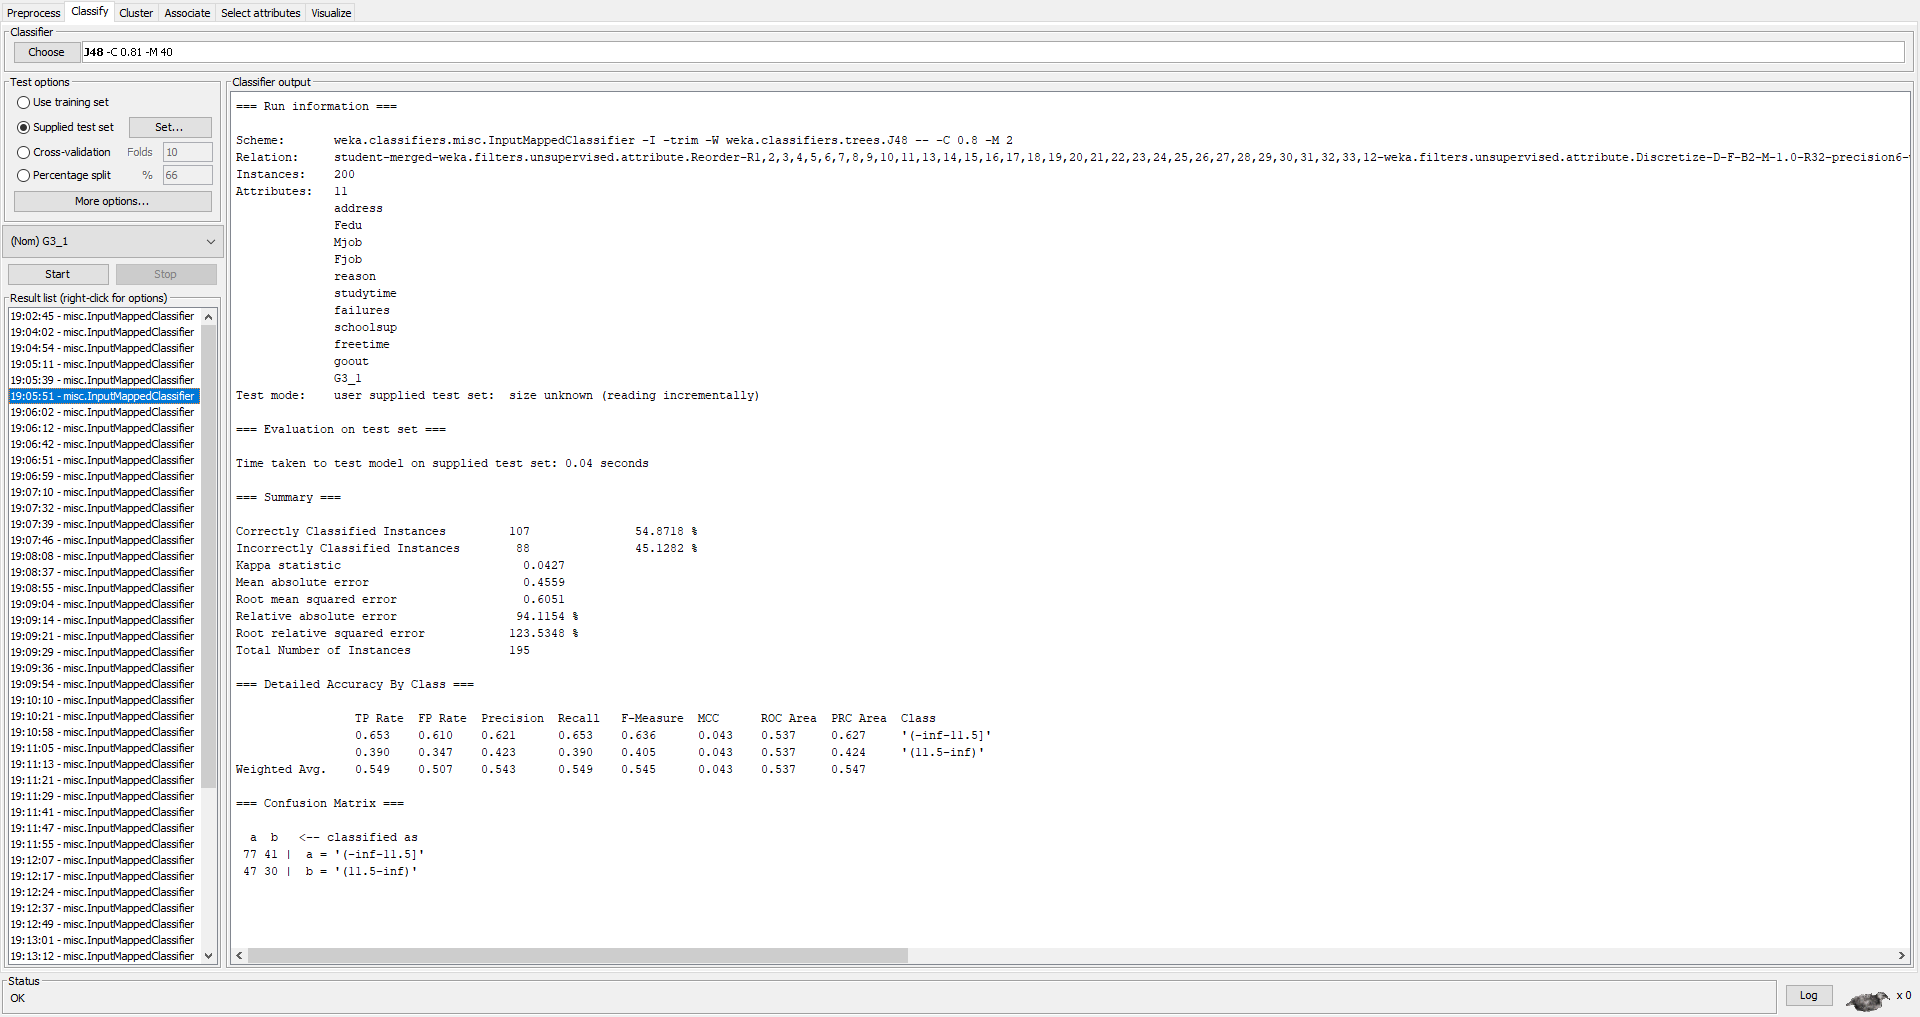 Preprocess Classify Cluster Associate Select attributes Visualize
Classifier
Choose J48 -C 0.81 -M 40
Test options
Use training set
Supplied test set Set...
Cross-validation Folds 10
Percentage split % 66
More options...
(Nom) G3_1
Start Stop
Result list (right-click for options)
19:02:45 - misc.InputMappedClassifier
19:04:02 - misc.InputMappedClassifier
19:04:54 - misc.InputMappedClassifier
19:05:11 - misc.InputMappedClassifier
19:05:39 - misc.InputMappedClassifier
19:05:51 - misc.InputMappedClassifier
19:06:02 - misc.InputMappedClassifier
19:06:12 - misc.InputMappedClassifier
19:06:42 - misc.InputMappedClassifier
19:06:51 - misc.InputMappedClassifier
19:06:59 - misc.InputMappedClassifier
19:07:10 - misc.InputMappedClassifier
19:07:32 - misc.InputMappedClassifier
19:07:39 - misc.InputMappedClassifier
19:07:46 - misc.InputMappedClassifier
19:08:08 - misc.InputMappedClassifier
19:08:37 - misc.InputMappedClassifier
19:08:55 - misc.InputMappedClassifier
19:09:04 - misc.InputMappedClassifier
19:09:14 - misc.InputMappedClassifier
19:09:21 - misc.InputMappedClassifier
19:09:29 - misc.InputMappedClassifier
19:09:36 - misc.InputMappedClassifier
19:09:54 - misc.InputMappedClassifier
19:10:10 - misc.InputMappedClassifier
19:10:21 - misc.InputMappedClassifier
19:10:58 - misc.InputMappedClassifier
19:11:05 - misc.InputMappedClassifier
19:11:13 - misc.InputMappedClassifier
19:11:21 - misc.InputMappedClassifier
19:11:29 - misc.InputMappedClassifier
19:11:41 - misc.InputMappedClassifier
19:11:47 - misc.InputMappedClassifier
19:11:55 - misc.InputMappedClassifier
19:12:07 - misc.InputMappedClassifier
19:12:17 - misc.InputMappedClassifier
19:12:24 - misc.InputMappedClassifier
19:12:37 - misc.InputMappedClassifier
19:12:49 - misc.InputMappedClassifier
19:13:01 - misc.InputMappedClassifier
19:13:12 - misc.InputMappedClassifier
Classifier output
=== Run information ===
Scheme: weka.classifiers.misc.InputMappedClassifier -I -trim -W weka.classifiers.trees.J48 -- -C 0.8 -M 2
Relation: student-merged-weka.filters.unsupervised.attribute.Reorder-R1,2,3,4,5,6,7,8,9,10,11,13,14,15,16,17,18,19,20,21,22,23,24,25,26,27,28,29,30,31,32,33,12-weka.filters.unsupervised.attribute.Discretize-D-F-B2-M-1.0-R32-precision6-
Instances: 200
Attributes: 11
address
Fedu
Mjob
Fjob
reason
studytime
failures
schoolsup
freetime
goout
G3_1
Test mode: user supplied test set: size unknown (reading incrementally)
=== Evaluation on test set ===
Time taken to test model on supplied test set: 0.04 seconds
=== Summary ===
Correctly Classified Instances 107 54.8718 %
Incorrectly Classified Instances 88 45.1282 %
Kappa statistic 0.0427
Mean absolute error 0.4559
Root mean squared error 0.6051
Relative absolute error 94.1154 %
Root relative squared error 123.5348 %
Total Number of Instances 195
=== Detailed Accuracy By Class ===
TP Rate FP Rate Precision Recall F-Measure MCC ROC Area PRC Area Class
0.653 0.610 0.621 0.653 0.636 0.043 0.537 0.627 '(-inf-11.5]'
0.390 0.347 0.423 0.390 0.405 0.043 0.537 0.424 '(11.5-inf)'
Weighted Avg. 0.549 0.507 0.543 0.549 0.545 0.043 0.537 0.547
=== Confusion Matrix ===
a b <-- classified as
77 41 | a = '(-inf-11.5]'
47 30 | b = '(11.5-inf)'
Status
OK
Log x 0